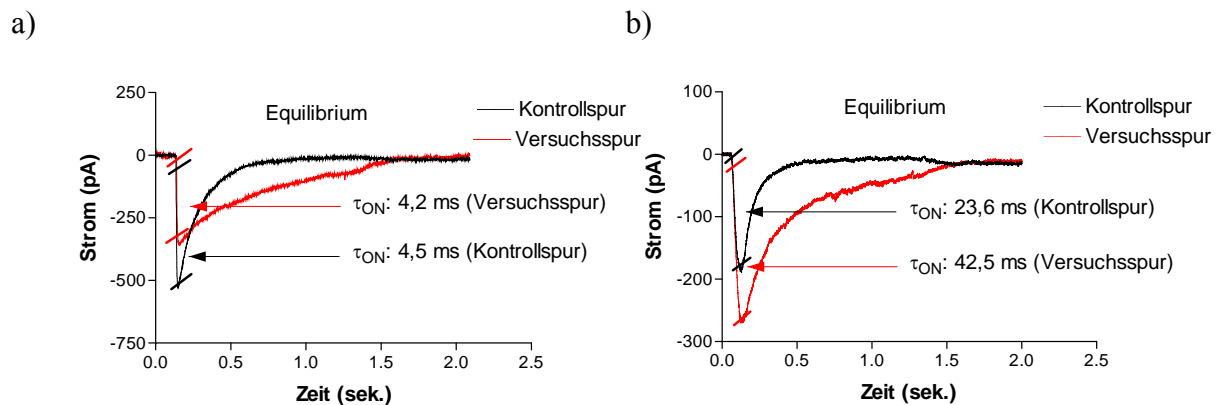 a)
Equilibrium
Kontrollspur
Versuchsspur
250
0
-250
-500
-750
Strom (pA)
τON: 4,2 ms (Versuchsspur)
τON: 4,5 ms (Kontrollspur)
0.0 0.5 1.0 1.5 2.0 2.5
Zeit (sek.)
b)
Equilibrium
Kontrollspur
Versuchsspur
100
0
-100
-200
-300
Strom (pA)
τON: 23,6 ms (Kontrollspur)
τON: 42,5 ms (Versuchsspur)
0.0 0.5 1.0 1.5 2.0 2.5
Zeit (sek.)